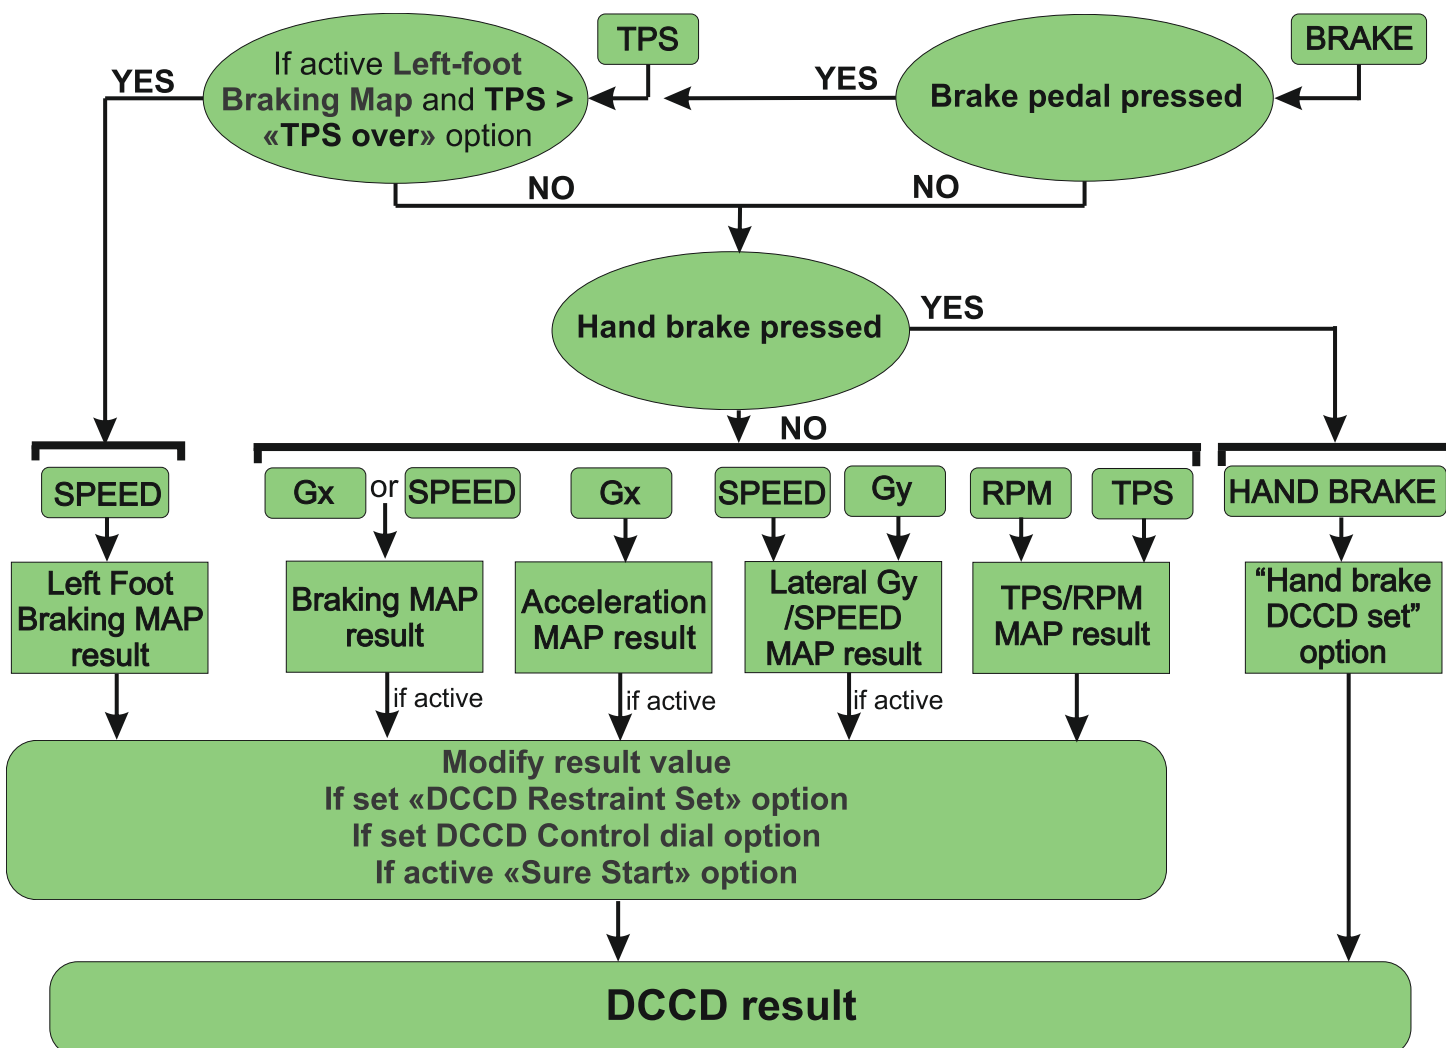 TPS
BRAKE
If active Left-foot
Braking Map and TPS >
«TPS over» option
YES
YES
Brake pedal pressed
NO
NO
Hand brake pressed
YES
NO
SPEED
Gx
or
SPEED
Gx
SPEED
Gy
RPM
TPS
HAND BRAKE
Left Foot
Braking MAP
result
Braking MAP
result
Acceleration
MAP result
Lateral Gy
/SPEED
MAP result
TPS/RPM
MAP result
“Hand brake
DCCD set”
option
if active
if active
if active
Modify result value
If set «DCCD Restraint Set» option
If set DCCD Control dial option
If active «Sure Start» option
DCCD result